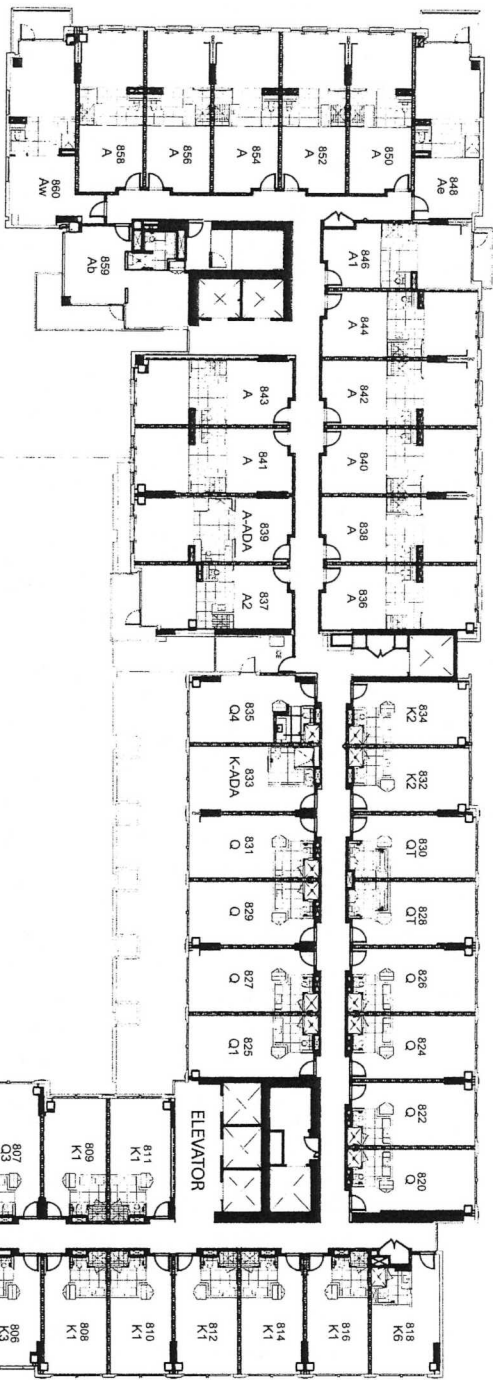 848
Ae
850
A
852
A
854
A
856
A
858
A
860
Aw
859
Ab
846
A1
844
A
842
A
840
A
838
A
836
A
843
A
841
A
839
A-ADA
837
A2
834
K2
832
K2
830
QT
828
QT
826
Q
824
Q
822
Q
820
Q
835
Q4
833
K-ADA
831
Q
829
Q
827
Q
825
Q1
ELEVATOR
811
K1
809
K1
807
Q3
818
K6
816
K1
814
K1
812
K1
810
K1
808
K1
806
K3